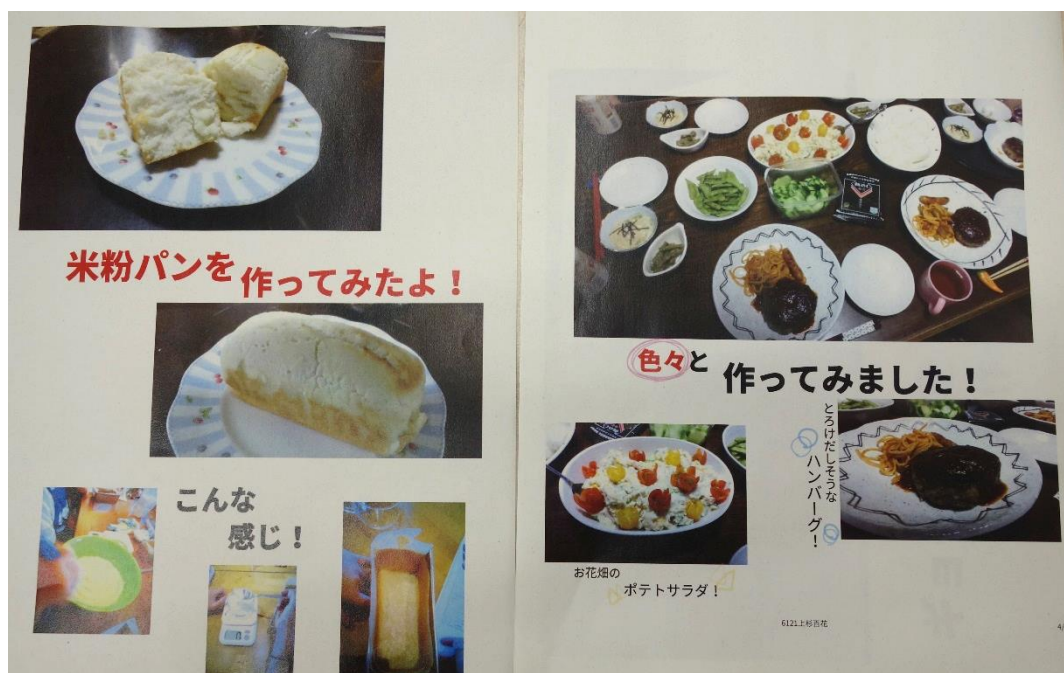 米粉パンを
作ってみたよ！
こんな
感じ！
色々と
作ってみました！
とろけだしそうな
ハンバーグ！
お花畑の
ポテトサラダ！
6121上杉百花
4/